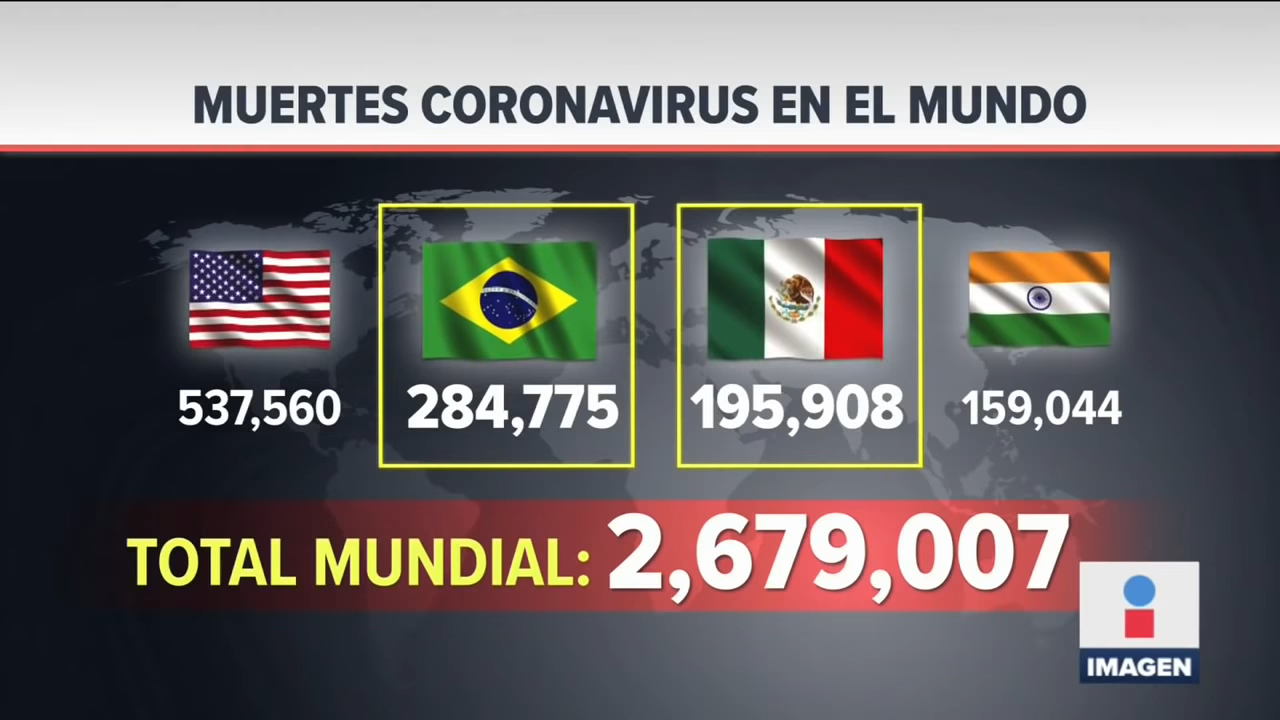 MUERTES CORONAVIRUS EN EL MUNDO
537,560 284,775 195,908 159,044
TOTAL MUNDIAL: 2,679,007
IMAGEN